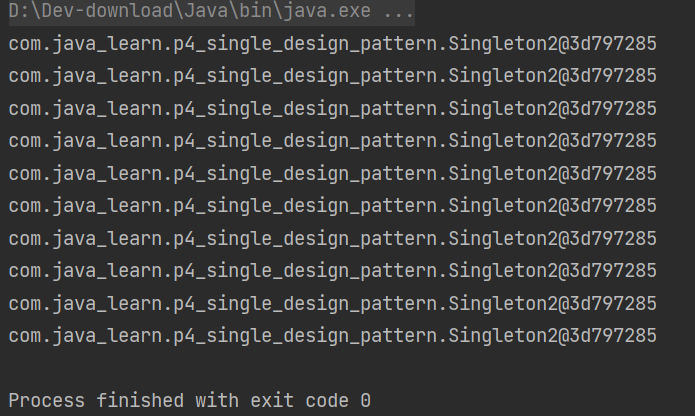 D:\Dev-download\Java\bin\java.exe ...
com.java_learn.p4_single_design_pattern.Singleton2@3d797285
com.java_learn.p4_single_design_pattern.Singleton2@3d797285
com.java_learn.p4_single_design_pattern.Singleton2@3d797285
com.java_learn.p4_single_design_pattern.Singleton2@3d797285
com.java_learn.p4_single_design_pattern.Singleton2@3d797285
com.java_learn.p4_single_design_pattern.Singleton2@3d797285
com.java_learn.p4_single_design_pattern.Singleton2@3d797285
com.java_learn.p4_single_design_pattern.Singleton2@3d797285
com.java_learn.p4_single_design_pattern.Singleton2@3d797285
com.java_learn.p4_single_design_pattern.Singleton2@3d797285
Process finished with exit code 0